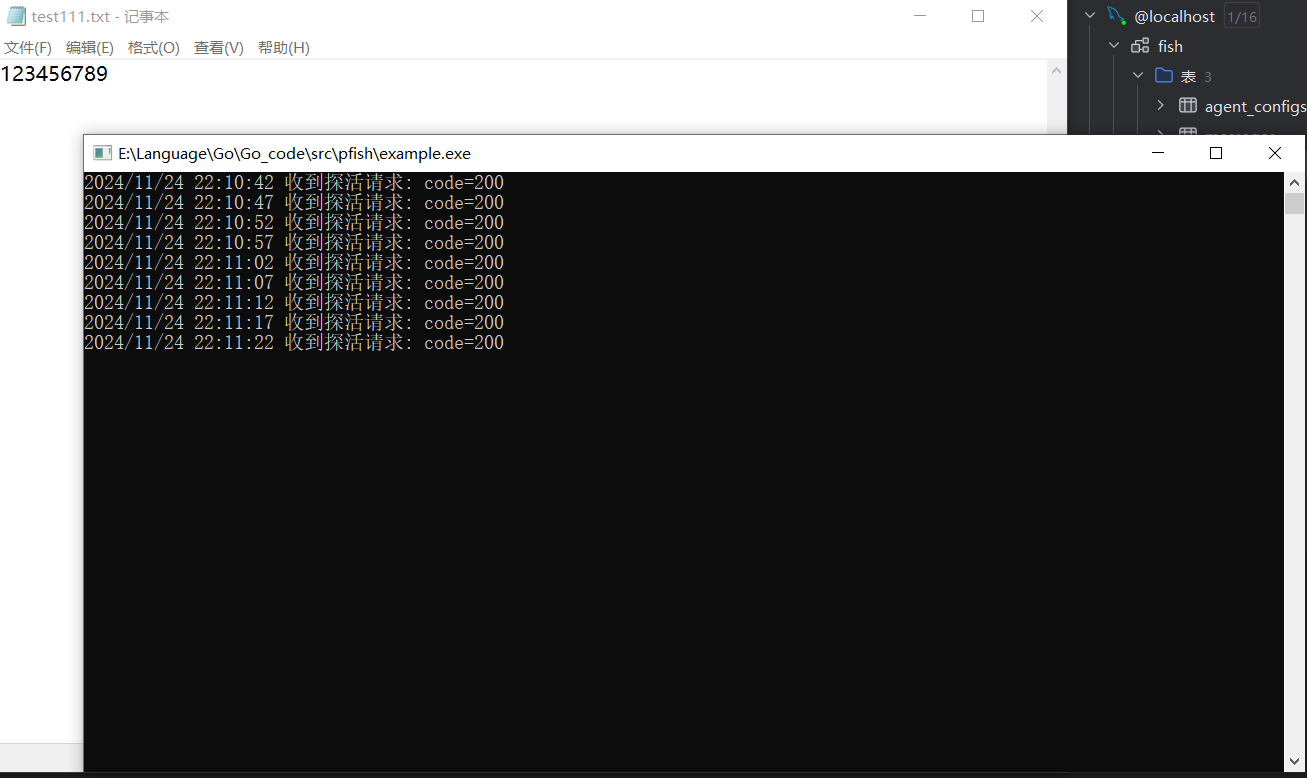 test111.txt - 记事本
文件(F) 编辑(E) 格式(O) 查看(V) 帮助(H)
123456789
@localhost 1/16
fish
表 3
agent_configs
E:\Language\Go\Go_code\src\pfish\example.exe
2024/11/24 22:10:42 收到探活请求: code=200
2024/11/24 22:10:47 收到探活请求: code=200
2024/11/24 22:10:52 收到探活请求: code=200
2024/11/24 22:10:57 收到探活请求: code=200
2024/11/24 22:11:02 收到探活请求: code=200
2024/11/24 22:11:07 收到探活请求: code=200
2024/11/24 22:11:12 收到探活请求: code=200
2024/11/24 22:11:17 收到探活请求: code=200
2024/11/24 22:11:22 收到探活请求: code=200